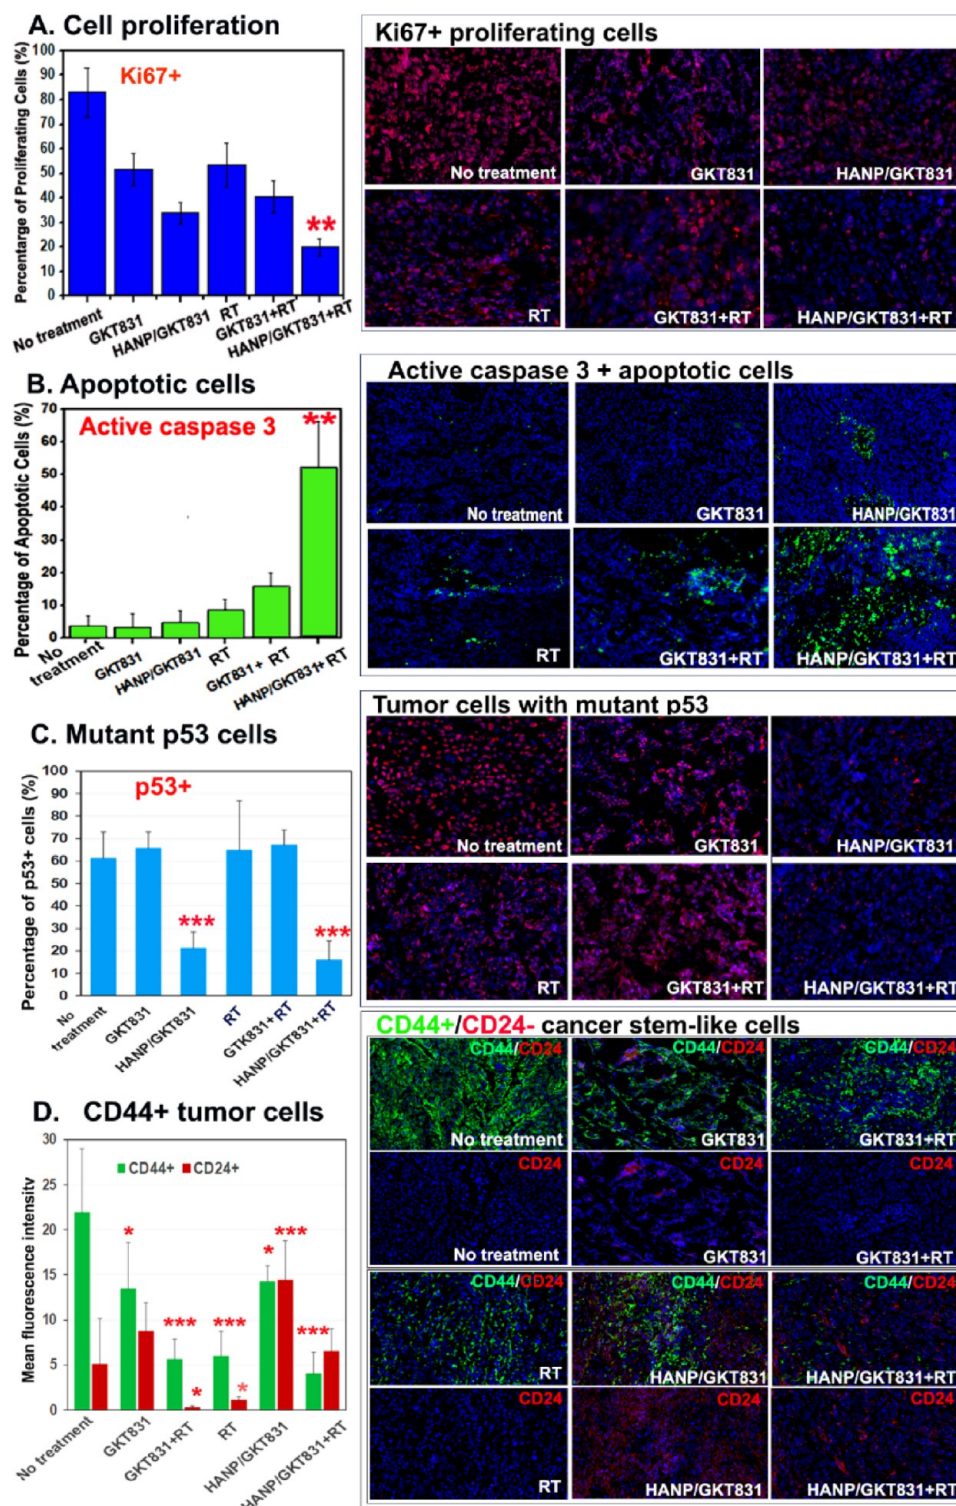 A. Cell proliferation
Percentarge of Proliferating Cells (%)
100
90
80
70
60
50
40
30
20
10
0
Ki67+
**
No treatment
GKT831
HANP/GKT831
RT
GKT831+RT
HANP/GKT831+RT
Ki67+ proliferating cells
No treatment
GKT831
HANP/GKT831
RT
GKT831+RT
HANP/GKT831+RT
B. Apoptotic cells
Percentage of Apoptotic Cells (%)
70
60
50
40
30
20
10
0
Active caspase 3
**
No
treatment
GKT831
HANP/GKT831
RT
GKT831+ RT
HANP/GKT831+RT
Active caspase 3 + apoptotic cells
No treatment
GKT831
HANP/GKT831
RT
GKT831+RT
HANP/GKT831+RT
C. Mutant p53 cells
Percentage of p53+ cells (%)
100
90
80
70
60
50
40
30
20
10
0
p53+
***
***
No
treatment
GKT831
HANP/GKT831
RT
GTK831+RT
HANP/GKT831+RT
Tumor cells with mutant p53
No treatment
GKT831
HANP/GKT831
RT
GKT831+RT
HANP/GKT831+RT
D. CD44+ tumor cells
Mean fluorescence intensity
30
25
20
15
10
5
0
CD44+ CD24+
*
***
*
***
*
*
***
***
No treatment
GKT831
GKT831+RT
RT
HANP/GKT831
HANP/GKT831+RT
CD44+/CD24- cancer stem-like cells
CD44/CD24
No treatment
CD44/CD24
GKT831
CD44/CD24
GKT831+RT
CD24
No treatment
CD24
GKT831
CD24
GKT831+RT
CD44/CD24
RT
CD44/CD24
HANP/GKT831
CD44/CD24
HANP/GKT831+RT
CD24
RT
CD24
HANP/GKT831
CD24
HANP/GKT831+RT